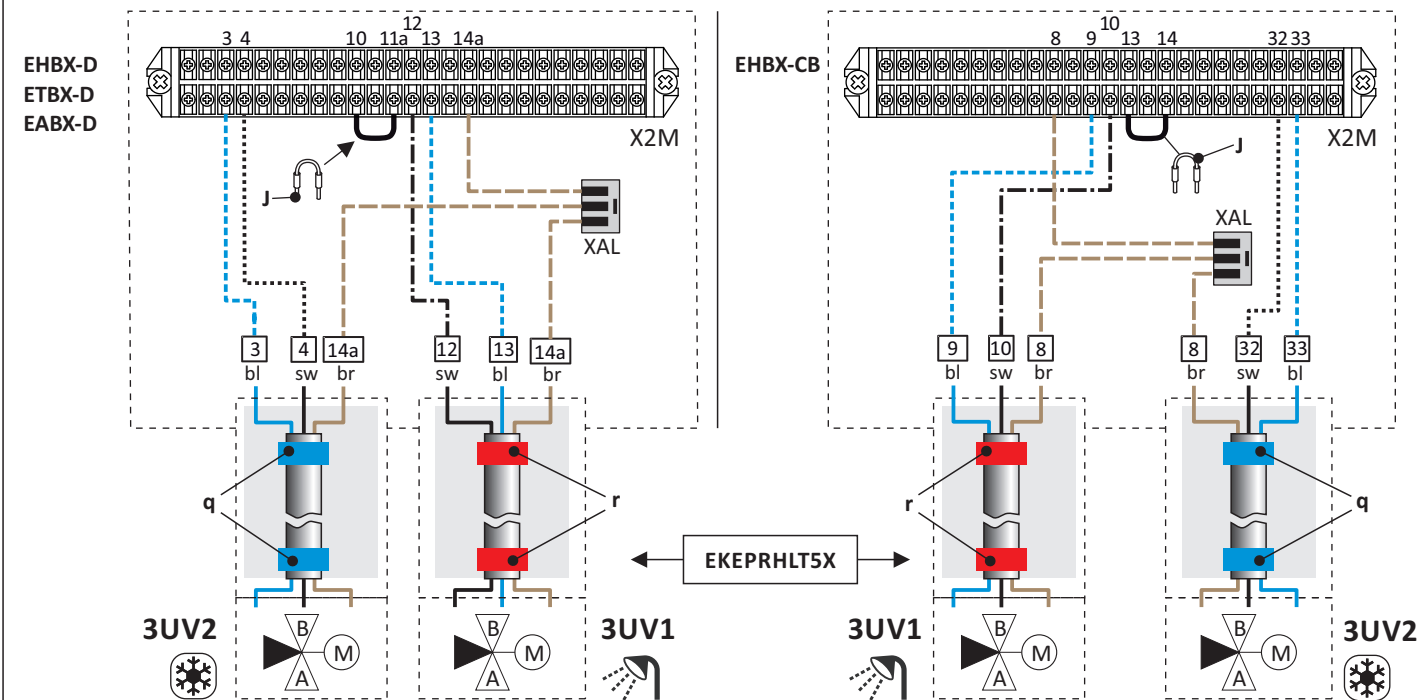 12
3 4 10 11a 13 14a
EHBX-D
ETBX-D
EABX-D
X2M
J
XAL
3 4 14a 12 13 14a
bl sw br sw bl br
q r
3UV2 B M A
B M A 3UV1
10
8 9 13 14 32 33
EHBX-CB
X2M
J
XAL
9 10 8 8 32 33
bl sw br br sw bl
r q
EKEPRHLT5X
3UV1 B M A
B M A 3UV2